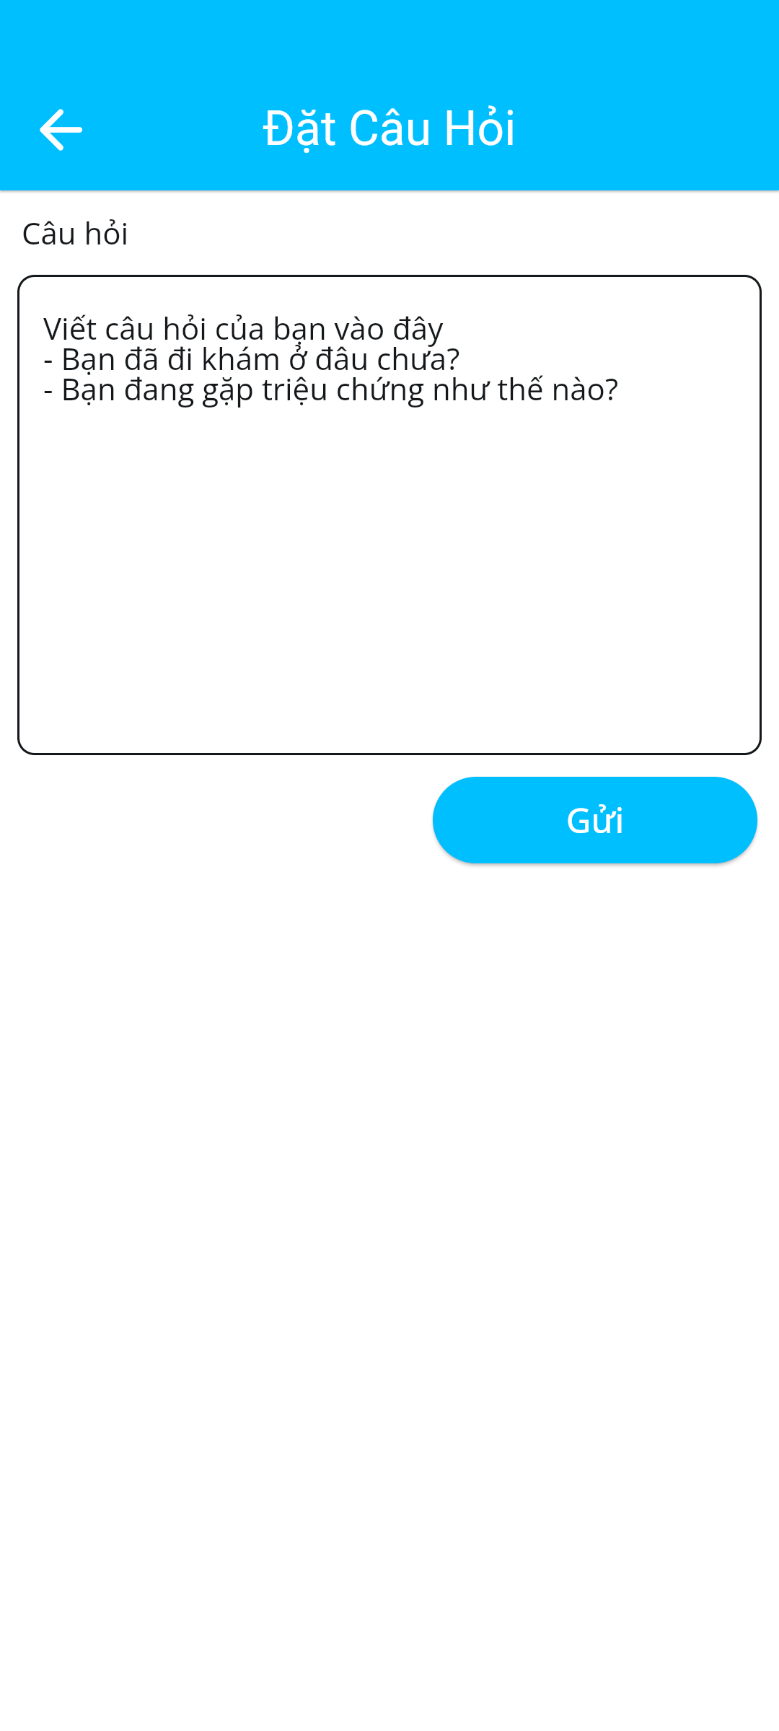 Đặt Câu Hỏi
Câu hỏi
Viết câu hỏi của bạn vào đây
- Bạn đã đi khám ở đâu chưa?
- Bạn đang gặp triệu chứng như thế nào?
Gửi